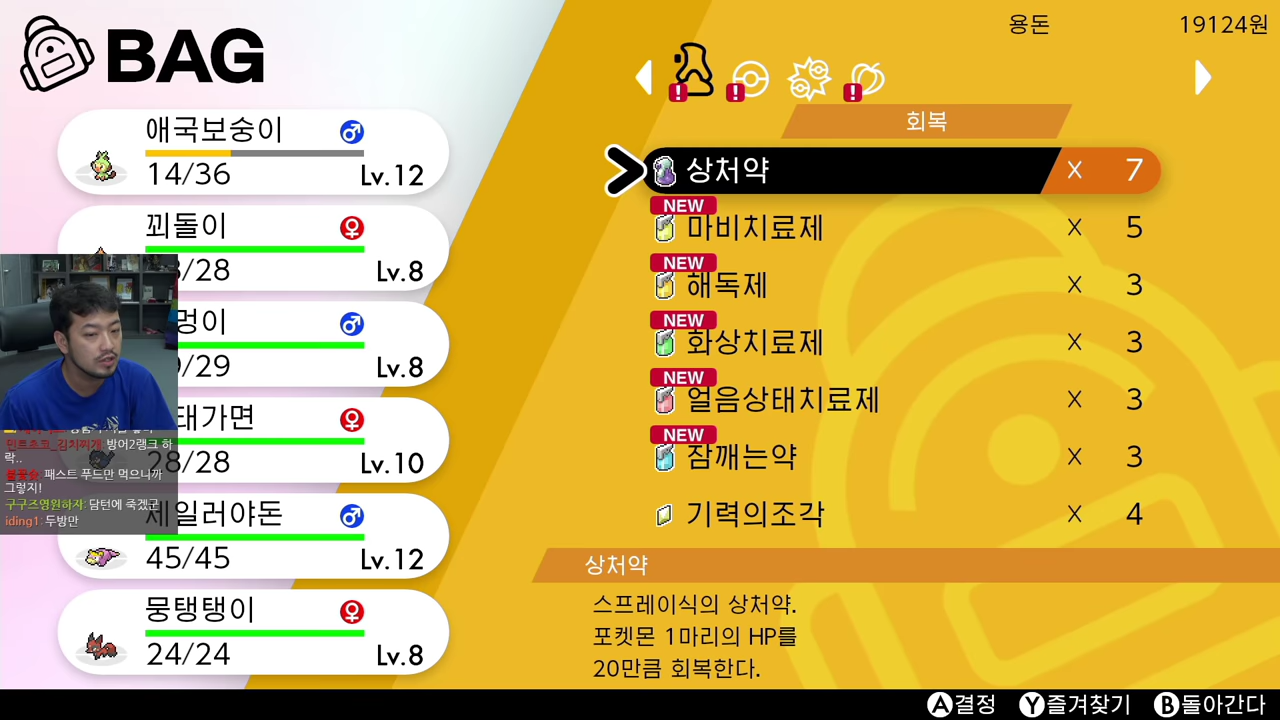 BAG
용돈 19124원
회복
애국보숭이
14/36 Lv.12
꾀돌이
/28 Lv.8
멍이
/29 Lv.8
태가면
28/28 Lv.10
세일러야돈
45/45 Lv.12
뭉탱탱이
24/24 Lv.8
상처약 X 7
NEW
마비치료제 X 5
NEW
해독제 X 3
NEW
화상치료제 X 3
NEW
얼음상태치료제 X 3
NEW
잠깨는약 X 3
기력의조각 X 4
상처약
스프레이식의 상처약.
포켓몬 1마리의 HP를
20만큼 회복한다.
민트초코_김치찌개: 방어2랭크 하
락..
불꽃숨: 패스트 푸드만 먹으니까
그렇지!
구구즈영원하자: 담턴에 죽겠군
iding1: 두방만
A 결정 Y 즐겨찾기 B 돌아간다